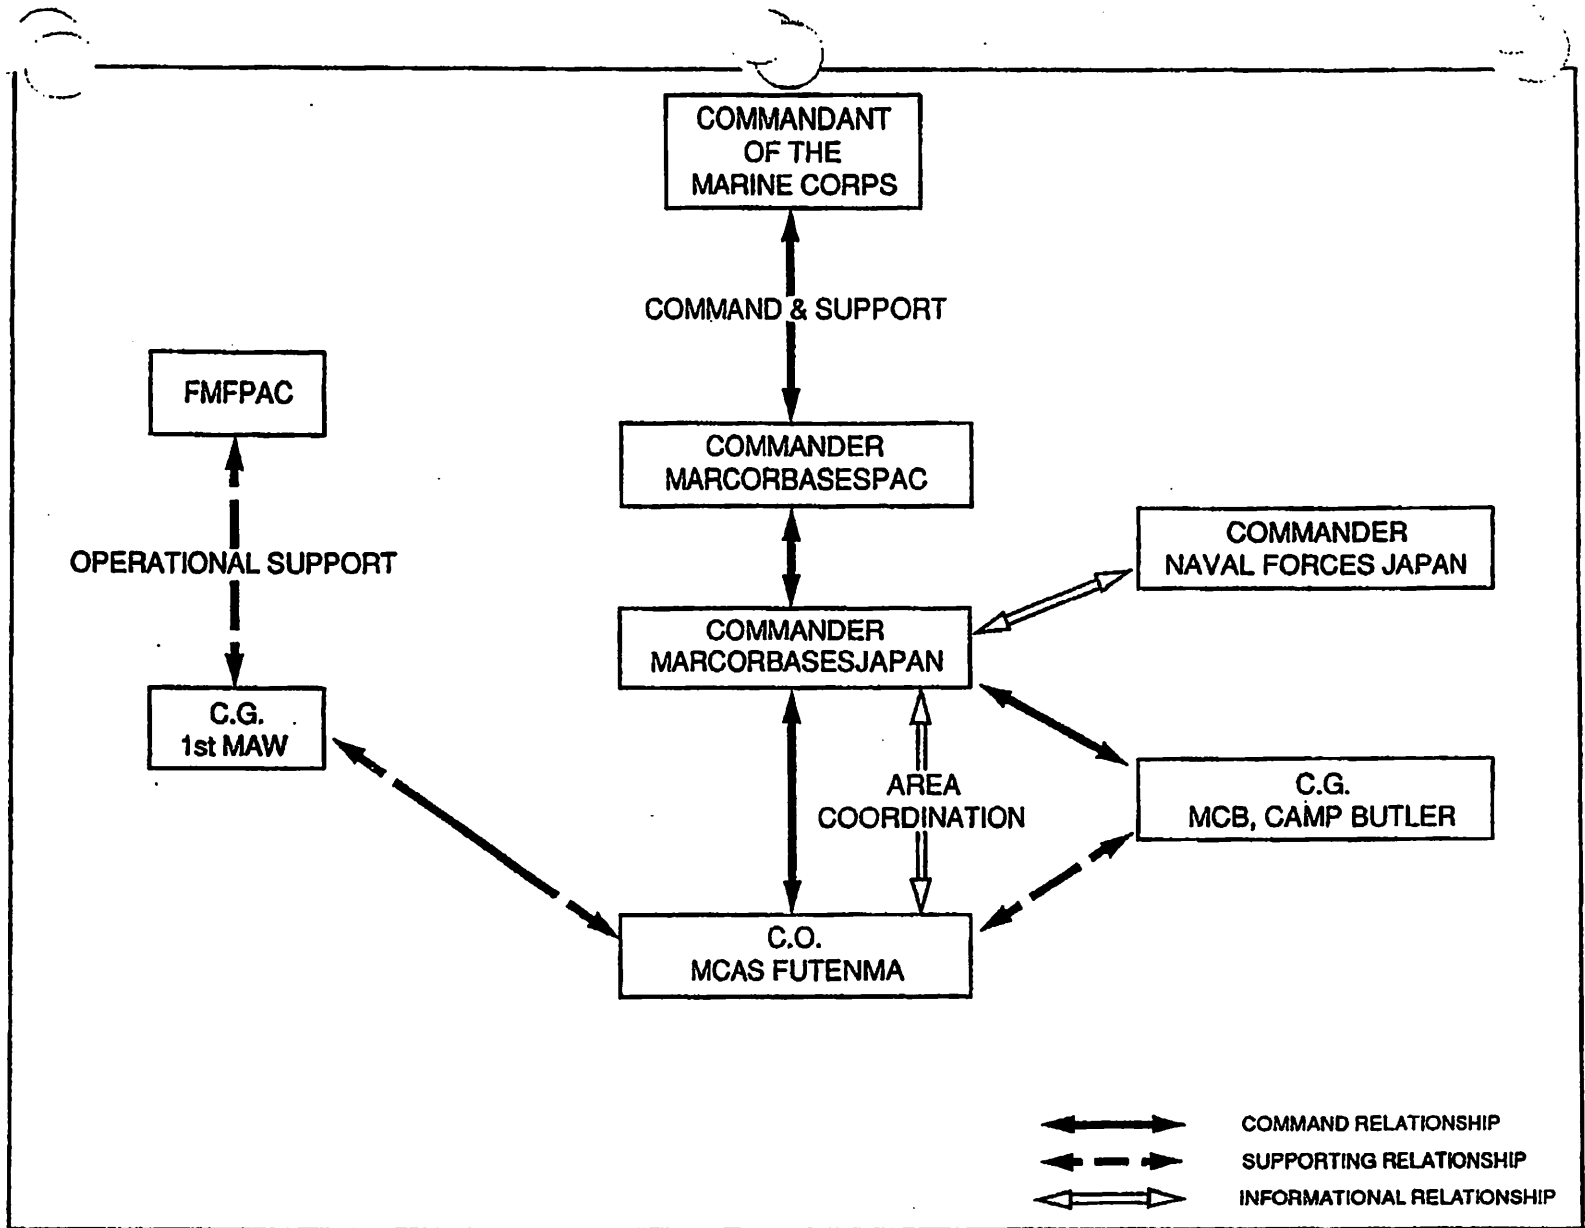 COMMANDANT
OF THE
MARINE CORPS
COMMAND & SUPPORT
FMFPAC
COMMANDER
MARCORBASESPAC
OPERATIONAL SUPPORT
COMMANDER
NAVAL FORCES JAPAN
COMMANDER
MARCORBASESJAPAN
C.G.
1st MAW
AREA
COORDINATION
C.G.
MCB, CAMP BUTLER
C.O.
MCAS FUTENMA
COMMAND RELATIONSHIP
SUPPORTING RELATIONSHIP
INFORMATIONAL RELATIONSHIP